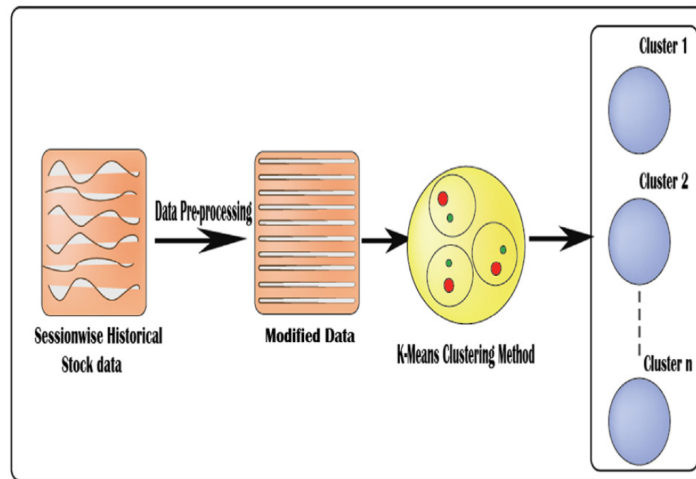 Cluster 1
Cluster 2
Data Pre-processing
Sessionwise Historical
Stock data
Modified Data
K-Means Clustering Method
Cluster n